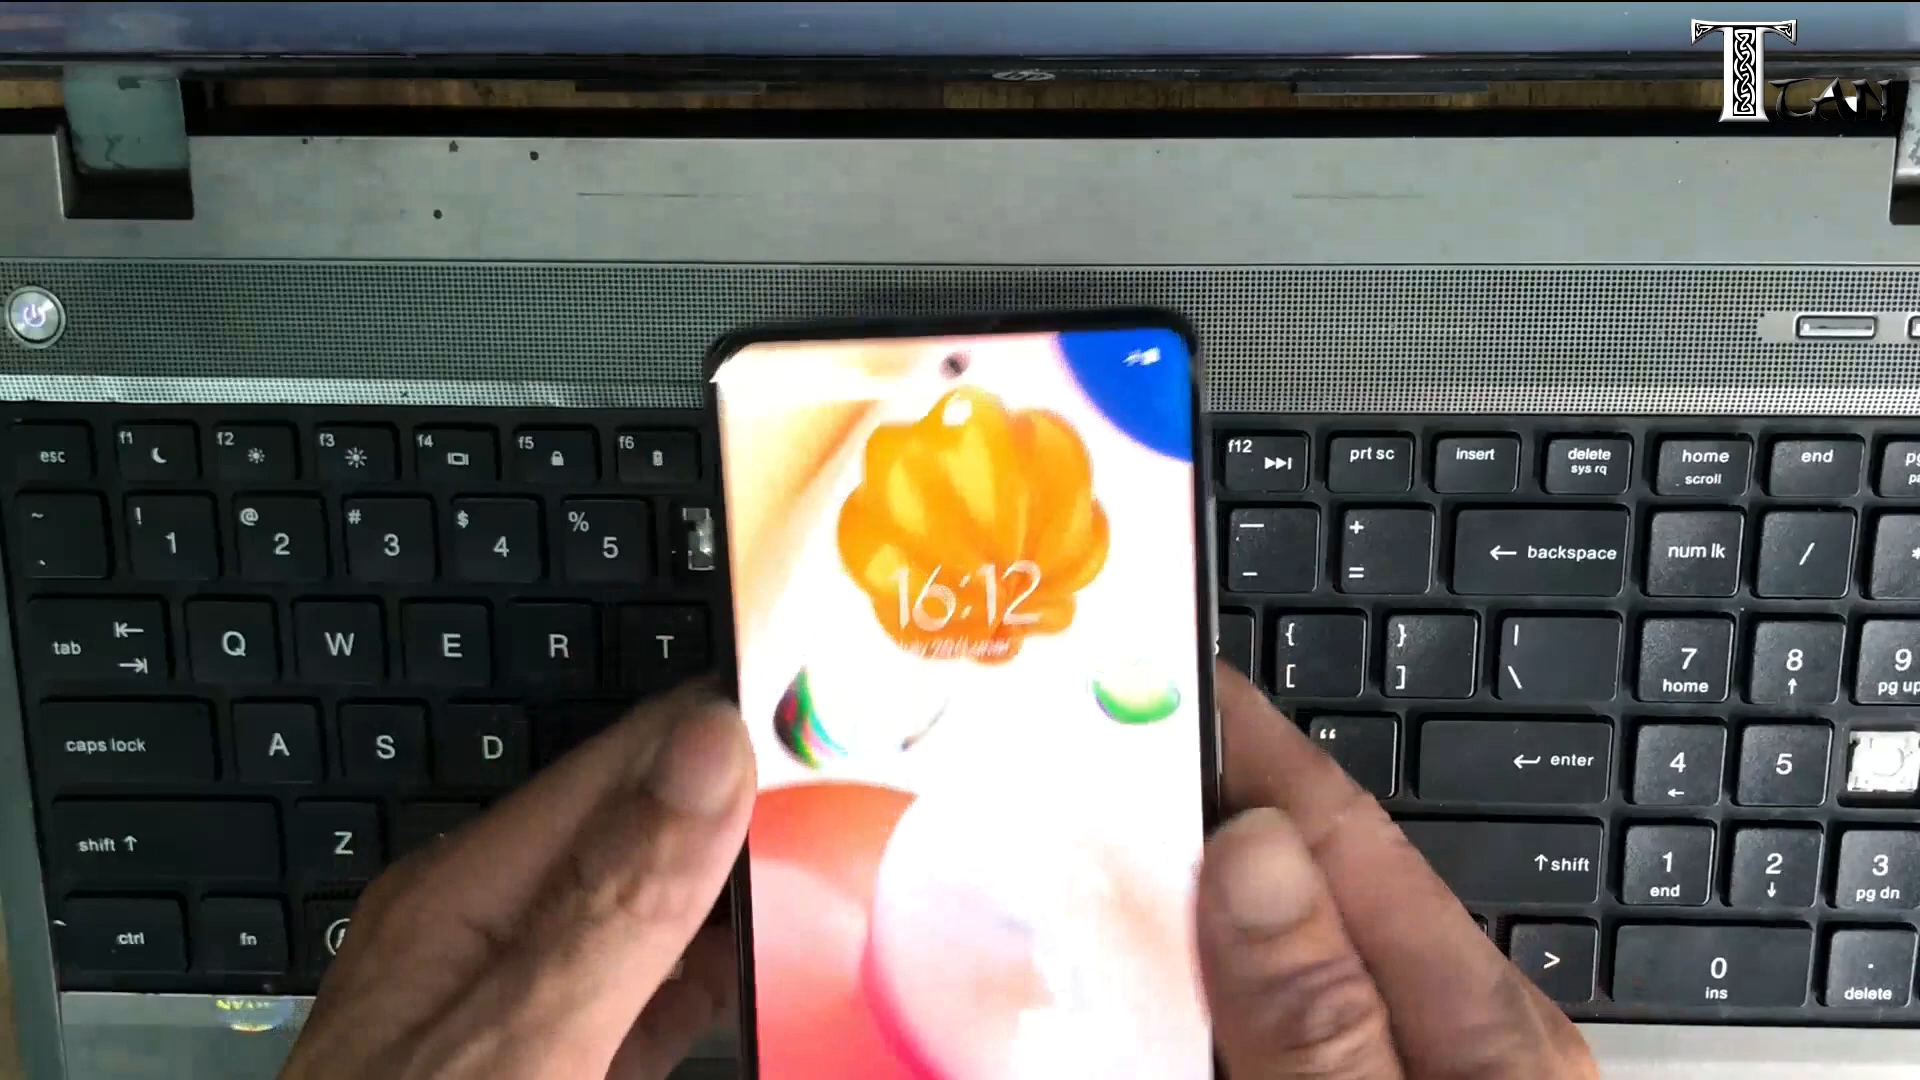 TCAN
hp
esc f1 f2 f3 f4 f5 f6 f12 prt sc insert delete sys rq home scroll end
~ ! 1 @ 2 # 3 $ 4 % 5 — - + = ← backspace num lk /
16:12
tab Q W E R T { [ } ] | \ 7 home 8 ↑ 9 pg up
caps lock A S D “ ← enter 4 ← 5
shift ↑ Z ↑ shift 1 end 2 ↓ 3 pg dn
ctrl fn > 0 ins . delete